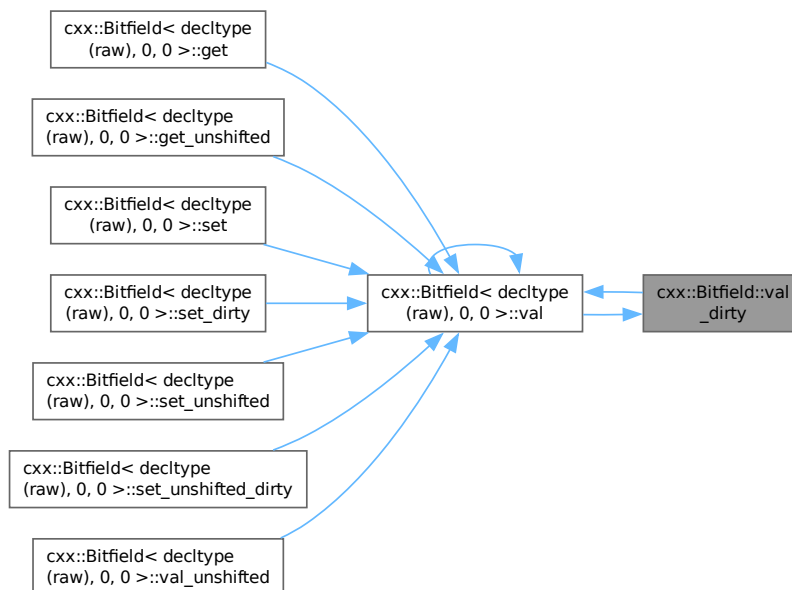 cxx::Bitfield< decltype
(raw), 0, 0 >::get
cxx::Bitfield< decltype
(raw), 0, 0 >::get_unshifted
cxx::Bitfield< decltype
(raw), 0, 0 >::set
cxx::Bitfield< decltype
(raw), 0, 0 >::set_dirty
cxx::Bitfield< decltype
(raw), 0, 0 >::set_unshifted
cxx::Bitfield< decltype
(raw), 0, 0 >::set_unshifted_dirty
cxx::Bitfield< decltype
(raw), 0, 0 >::val_unshifted
cxx::Bitfield< decltype
(raw), 0, 0 >::val
cxx::Bitfield::val
_dirty